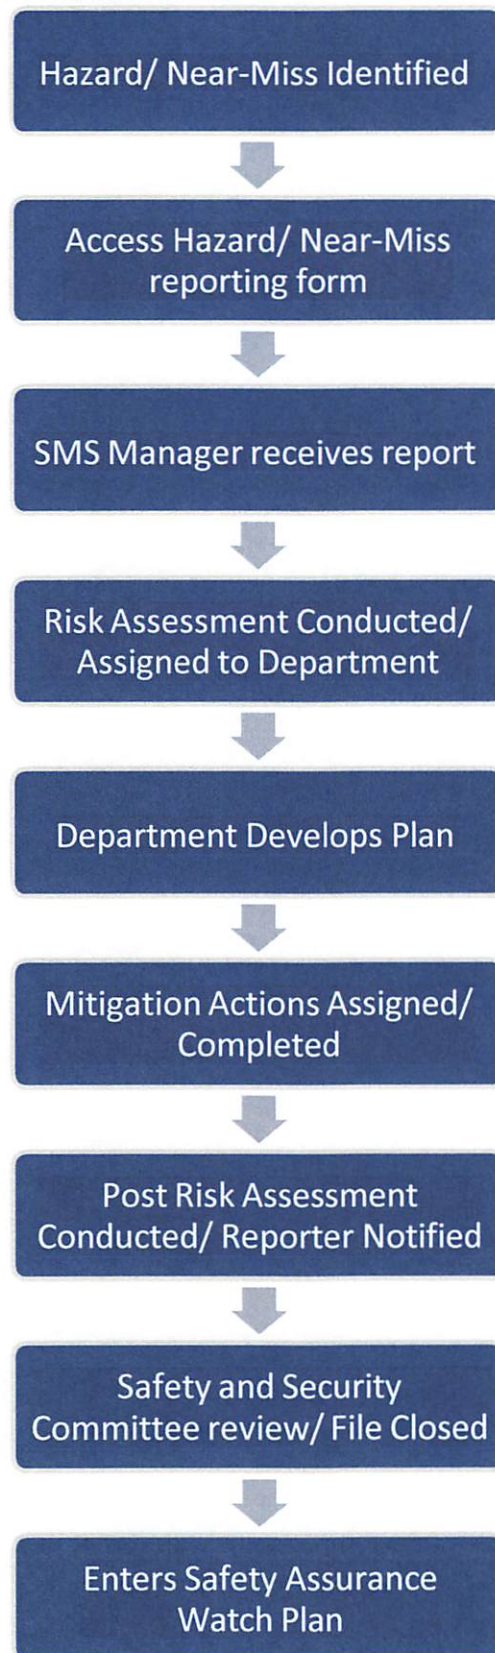 Hazard/ Near-Miss Identified
Access Hazard/ Near-Miss
reporting form
SMS Manager receives report
Risk Assessment Conducted/
Assigned to Department
Department Develops Plan
Mitigation Actions Assigned/
Completed
Post Risk Assessment
Conducted/ Reporter Notified
Safety and Security
Committee review/ File Closed
Enters Safety Assurance
Watch Plan